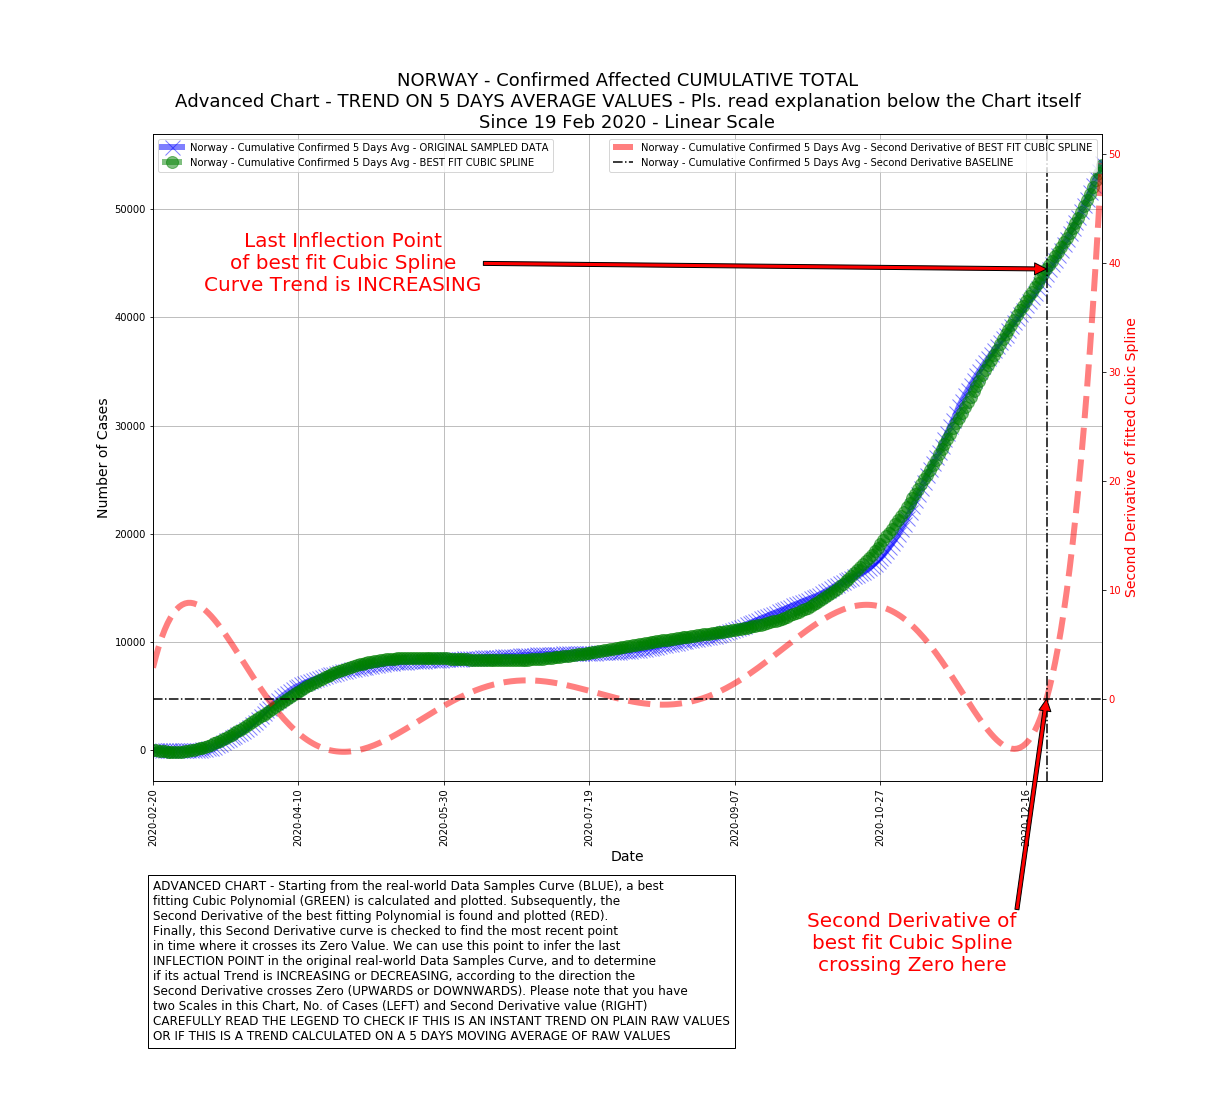 NORWAY - Confirmed Affected CUMULATIVE TOTAL
Advanced Chart - TREND ON 5 DAYS AVERAGE VALUES - Pls. read explanation below the Chart itself
Since 19 Feb 2020 - Linear Scale
Norway - Cumulative Confirmed 5 Days Avg - ORIGINAL SAMPLED DATA
Norway - Cumulative Confirmed 5 Days Avg - BEST FIT CUBIC SPLINE
Norway - Cumulative Confirmed 5 Days Avg - Second Derivative of BEST FIT CUBIC SPLINE
Norway - Cumulative Confirmed 5 Days Avg - Second Derivative BASELINE
Last Inflection Point
of best fit Cubic Spline
Curve Trend is INCREASING
Number of Cases
50000
40000
30000
20000
10000
0
50
40
30
20
10
0
Second Derivative of fitted Cubic Spline
2020-02-20
2020-04-10
2020-05-30
2020-07-19
2020-09-07
2020-10-27
2020-12-16
Date
Second Derivative of
best fit Cubic Spline
crossing Zero here
ADVANCED CHART - Starting from the real-world Data Samples Curve (BLUE), a best
fitting Cubic Polynomial (GREEN) is calculated and plotted. Subsequently, the
Second Derivative of the best fitting Polynomial is found and plotted (RED).
Finally, this Second Derivative curve is checked to find the most recent point
in time where it crosses its Zero Value. We can use this point to infer the last
INFLECTION POINT in the original real-world Data Samples Curve, and to determine
if its actual Trend is INCREASING or DECREASING, according to the direction the
Second Derivative crosses Zero (UPWARDS or DOWNWARDS). Please note that you have
two Scales in this Chart, No. of Cases (LEFT) and Second Derivative value (RIGHT)
CAREFULLY READ THE LEGEND TO CHECK IF THIS IS AN INSTANT TREND ON PLAIN RAW VALUES
OR IF THIS IS A TREND CALCULATED ON A 5 DAYS MOVING AVERAGE OF RAW VALUES